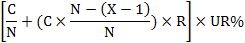 [C/N + (C × (N − (X − 1))/N) × R] × UR%